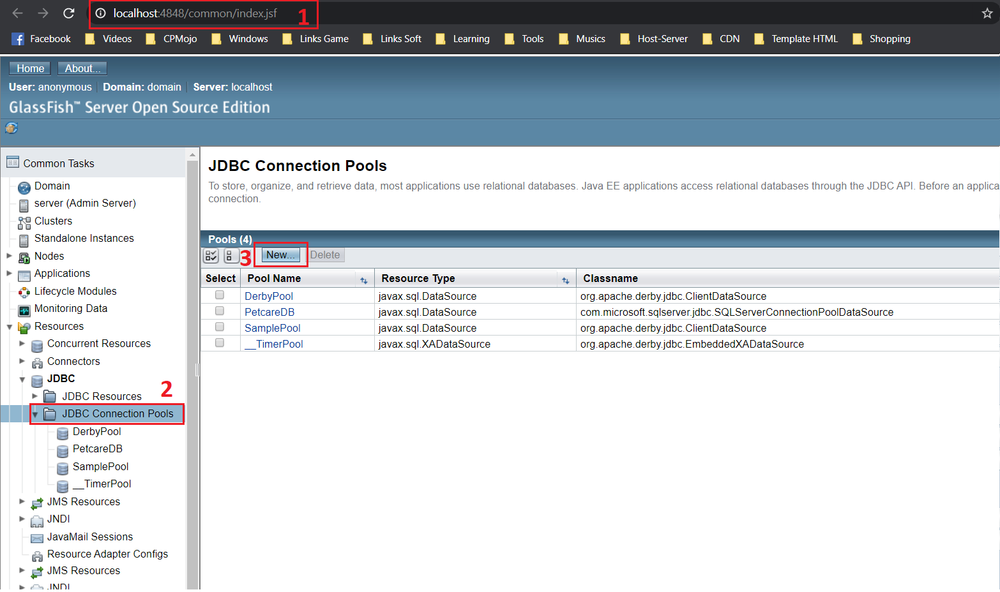 localhost:4848/common/index.jsf
1
Facebook Videos CPMojo Windows Links Game Links Soft Learning Tools Musics Host-Server CDN Template HTML Shopping
Home About...
User: anonymous Domain: domain Server: localhost
GlassFish™ Server Open Source Edition
Common Tasks
Domain
server (Admin Server)
Clusters
Standalone Instances
Nodes
Applications
Lifecycle Modules
Monitoring Data
Resources
Concurrent Resources
Connectors
JDBC
2
JDBC Resources
JDBC Connection Pools
DerbyPool
PetcareDB
SamplePool
__TimerPool
JMS Resources
JNDI
JavaMail Sessions
Resource Adapter Configs
JMS Resources
JNDI
JDBC Connection Pools
To store, organize, and retrieve data, most applications use relational databases. Java EE applications access relational databases through the JDBC API. Before an applica
connection.
Pools (4)
3 New... Delete
Select Pool Name Resource Type Classname
DerbyPool javax.sql.DataSource org.apache.derby.jdbc.ClientDataSource
PetcareDB javax.sql.DataSource com.microsoft.sqlserver.jdbc.SQLServerConnectionPoolDataSource
SamplePool javax.sql.DataSource org.apache.derby.jdbc.ClientDataSource
__TimerPool javax.sql.XADataSource org.apache.derby.jdbc.EmbeddedXADataSource